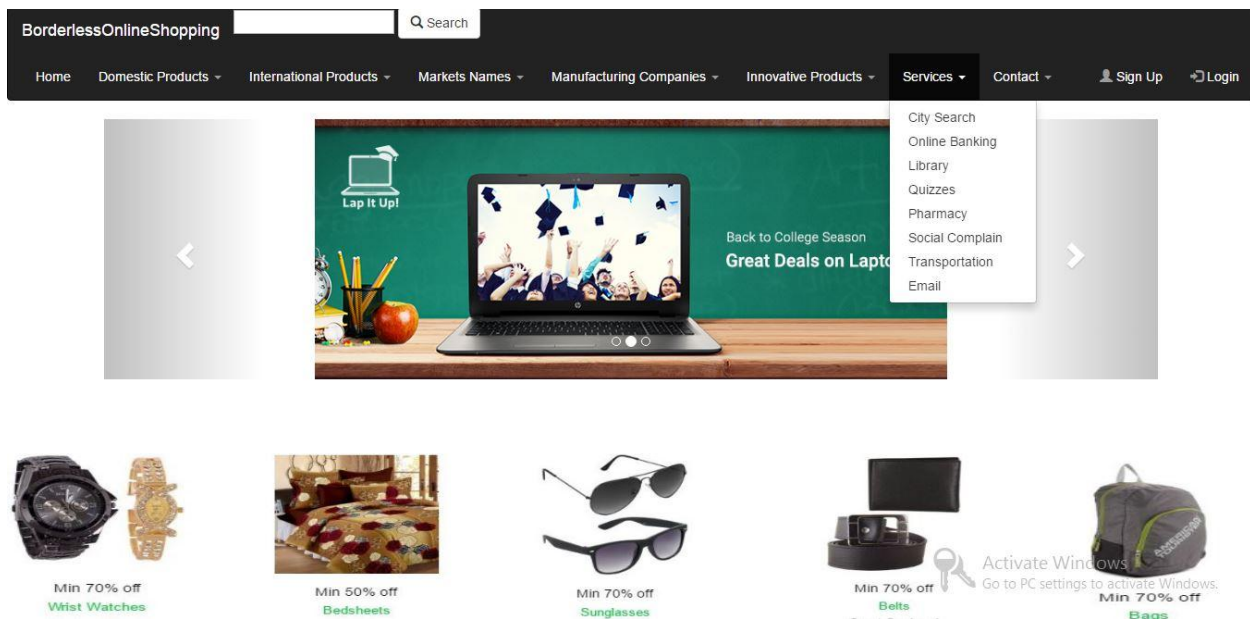 BorderlessOnlineShopping
Search
Home Domestic Products International Products Markets Names Manufacturing Companies Innovative Products Services Contact Sign Up Login
City Search
Online Banking
Library
Quizzes
Pharmacy
Social Complain
Transportation
Email
Lap It Up!
Back to College Season
Great Deals on Lapto
AMERICAN
TOURISTER
Activate Windows
Go to PC settings to activate Windows.
Min 70% off
Wrist Watches
Min 50% off
Bedsheets
Min 70% off
Sunglasses
Min 70% off
Belts
Min 70% off
Bags